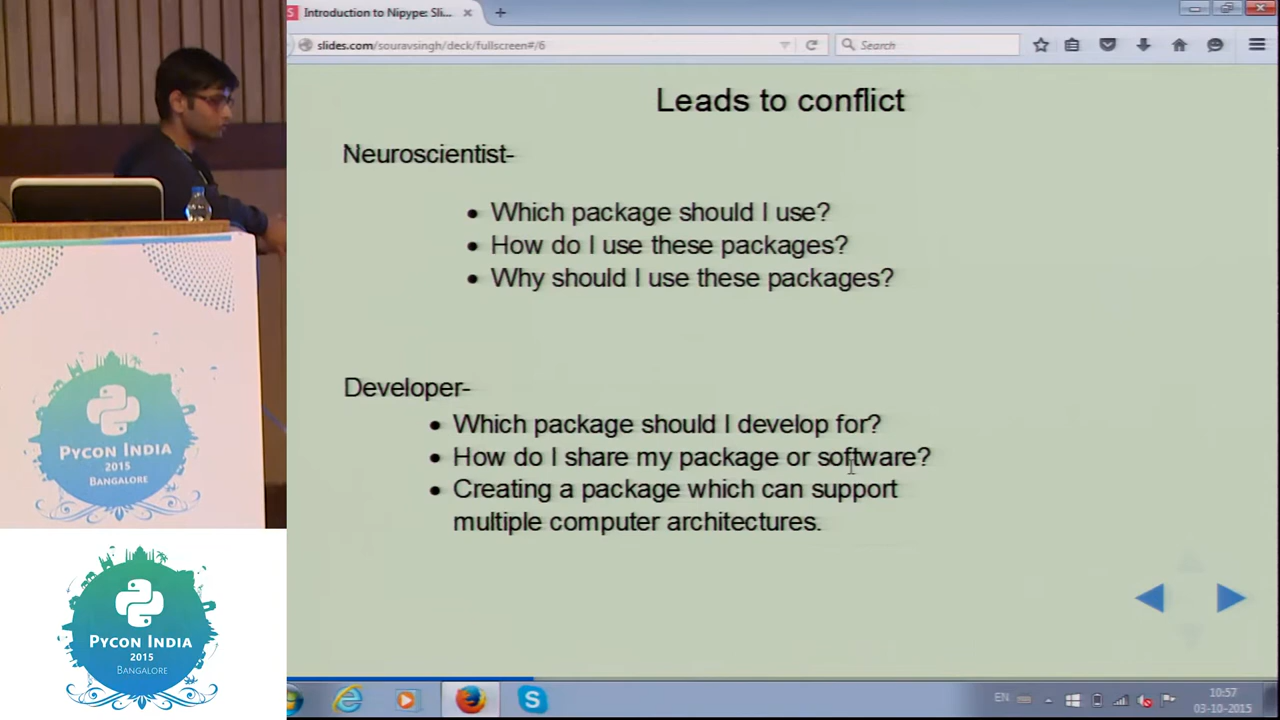 Introduction to Nipype: Sli...
slides.com/souravsingh/deck/fullscreen#/6
Search
Leads to conflict
Neuroscientist-
Which package should I use?
How do I use these packages?
Why should I use these packages?
Developer-
Which package should I develop for?
How do I share my package or software?
Creating a package which can support
multiple computer architectures.
PYCON INDIA
2015
BANGALORE
PYCON INDIA
2015
BANGALORE
EN
10:57
03-10-2015